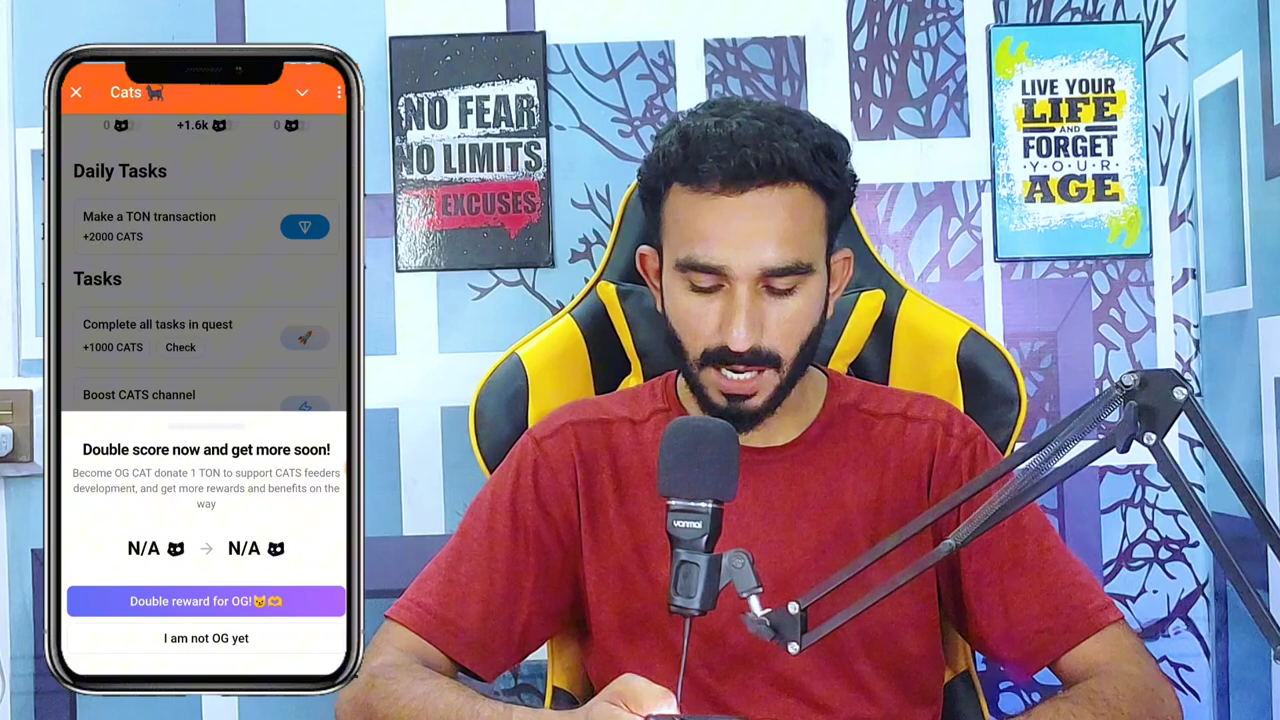 Cats
0
+1.6k
0
Daily Tasks
Make a TON transaction
+2000 CATS
Tasks
Complete all tasks in quest
+1000 CATS
Check
Boost CATS channel
Double score now and get more soon!
Become OG CAT donate 1 TON to support CATS feeders
development, and get more rewards and benefits on the
way
N/A → N/A
Double reward for OG!😼🫶
I am not OG yet
NO FEAR
NO LIMITS
EXCUSES
LIVE YOUR
LIFE
AND
FORGET
YOUR
AGE
vanmai